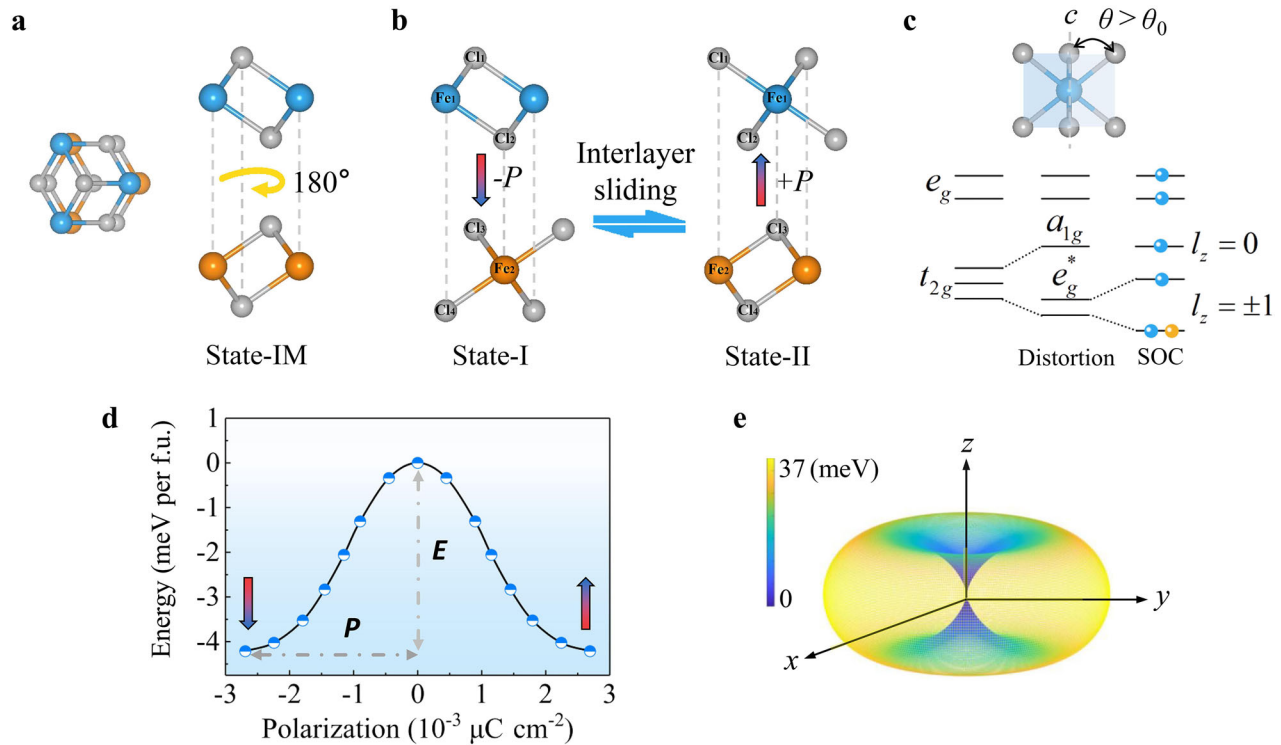 a
180°
State-IM
b
Cl1
Fe1
Cl2
-P
Cl3
Fe2
Cl4
State-I
Interlayer
sliding
Cl1
Fe1
Cl2
+P
Cl3
Fe2
Cl4
State-II
c
c
θ > θ0
eg
a1g
lz = 0
t2g
eg*
lz = ±1
Distortion
SOC
d
Energy (meV per f.u.)
1
0
-1
-2
-3
-4
E
P
-3
-2
-1
0
1
2
3
Polarization (10-3 μC cm-2)
e
37 (meV)
0
z
y
x